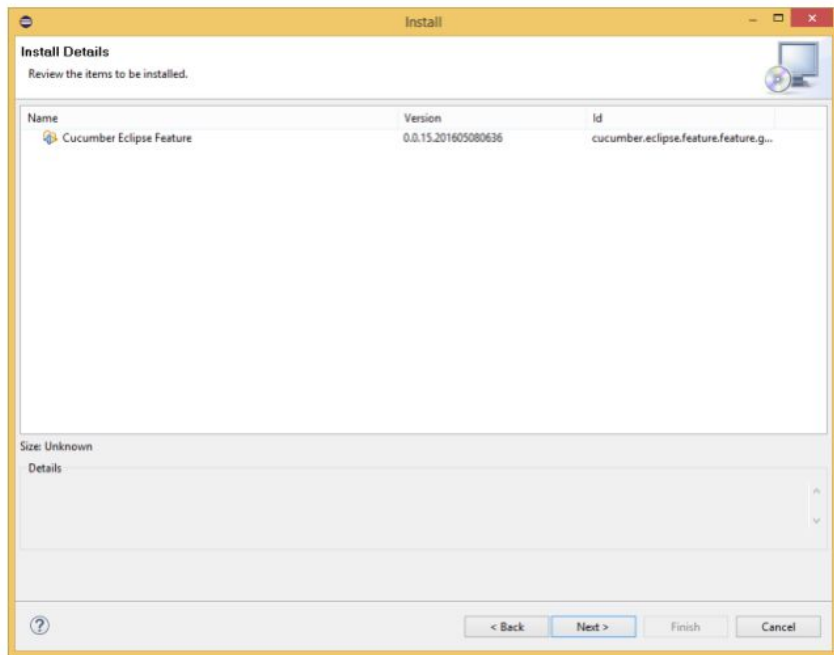 Install
Install Details
Review the items to be installed.
Name Version Id
Cucumber Eclipse Feature 0.0.15.201605080636 cucumber.eclipse.feature.feature.g...
Size: Unknown
Details
? < Back Next > Finish Cancel